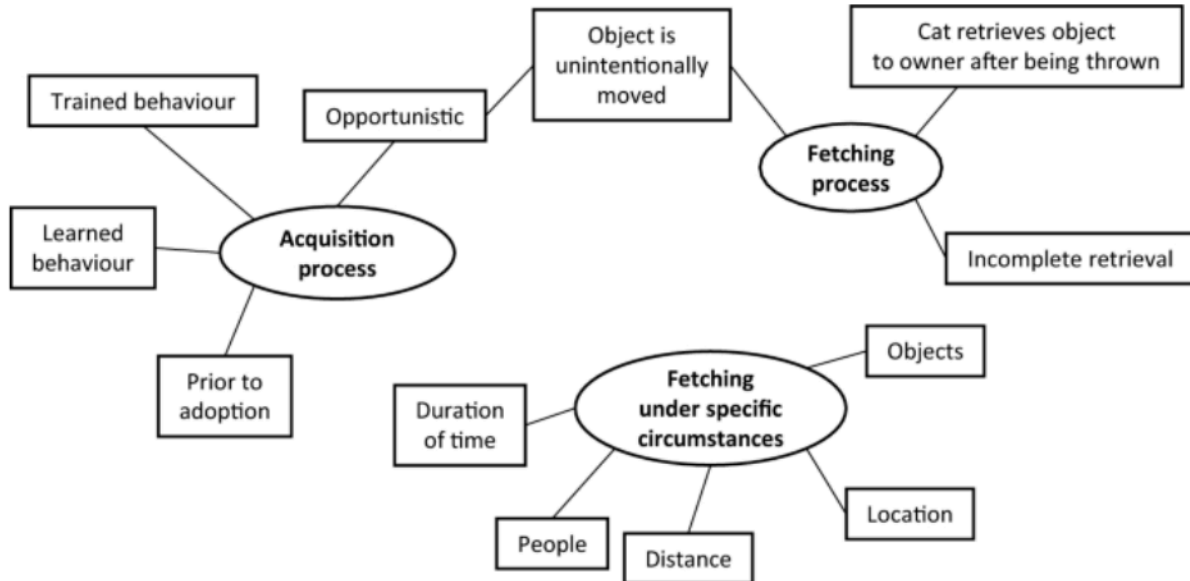 Object is
unintentionally
moved
Cat retrieves object
to owner after being thrown
Trained behaviour
Opportunistic
Fetching
process
Learned
behaviour
Acquisition
process
Incomplete retrieval
Prior to
adoption
Objects
Duration
of time
Fetching
under specific
circumstances
Location
People
Distance